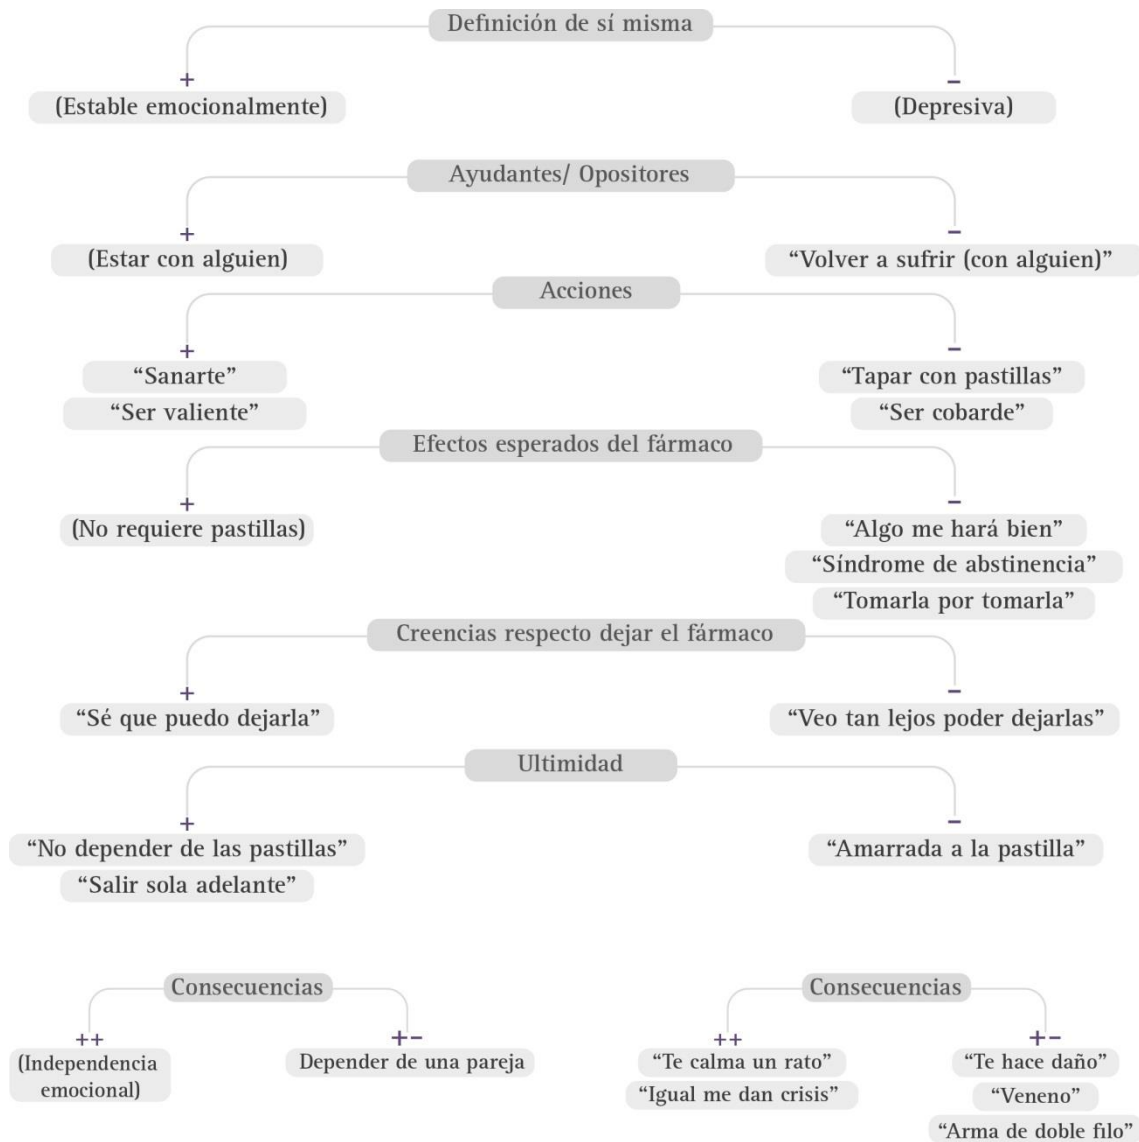 Definición de sí misma
+
−
(Estable emocionalmente)
(Depresiva)
Ayudantes/ Opositores
+
−
(Estar con alguien)
“Volver a sufrir (con alguien)”
Acciones
+
−
“Sanarte”
“Tapar con pastillas”
“Ser valiente”
“Ser cobarde”
Efectos esperados del fármaco
+
−
(No requiere pastillas)
“Algo me hará bien”
“Síndrome de abstinencia”
“Tomarla por tomarla”
Creencias respecto dejar el fármaco
+
−
“Sé que puedo dejarla”
“Veo tan lejos poder dejarlas”
Ultimidad
+
−
“No depender de las pastillas”
“Amarrada a la pastilla”
“Salir sola adelante”
Consecuencias
++
+−
(Independencia
emocional)
Depender de una pareja
Consecuencias
++
+−
“Te calma un rato”
“Te hace daño”
“Igual me dan crisis”
“Veneno”
“Arma de doble filo”